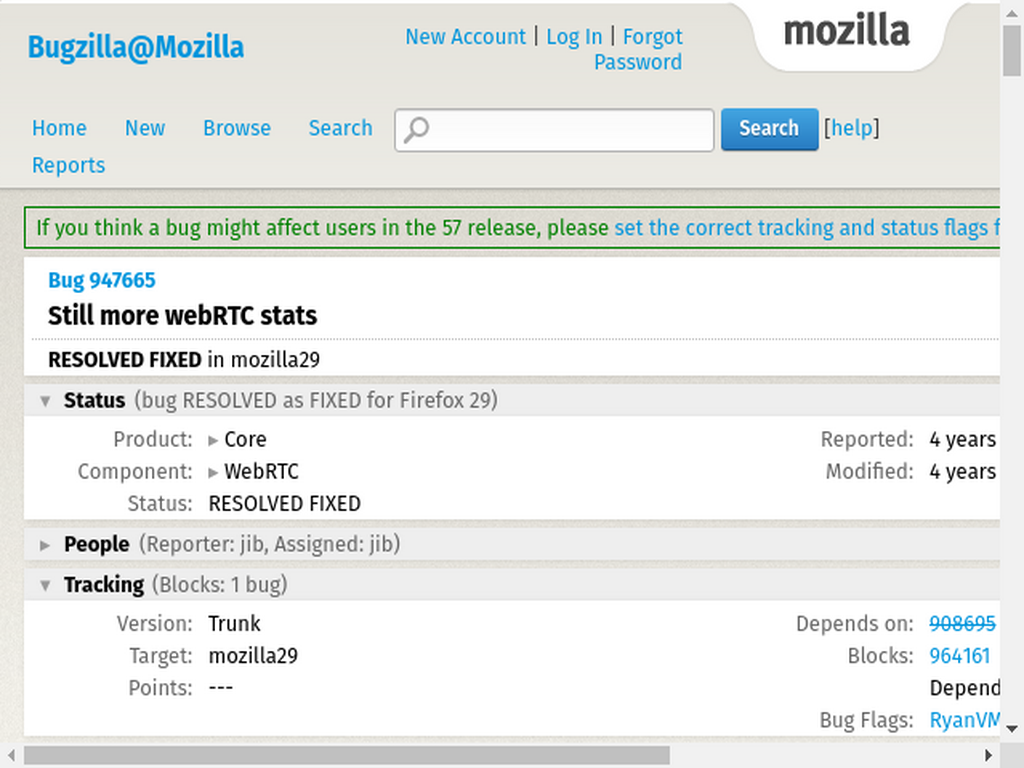 Bugzilla@Mozilla
New Account | Log In | Forgot
Password
mozilla
Home New Browse Search Search [help]
Reports
If you think a bug might affect users in the 57 release, please set the correct tracking and status flags f
Bug 947665
Still more webRTC stats
RESOLVED FIXED in mozilla29
Status (bug RESOLVED as FIXED for Firefox 29)
Product: Core Reported: 4 years
Component: WebRTC Modified: 4 years
Status: RESOLVED FIXED
People (Reporter: jib, Assigned: jib)
Tracking (Blocks: 1 bug)
Version: Trunk Depends on: 908695
Target: mozilla29 Blocks: 964161
Points: --- Depend
Bug Flags: RyanVM